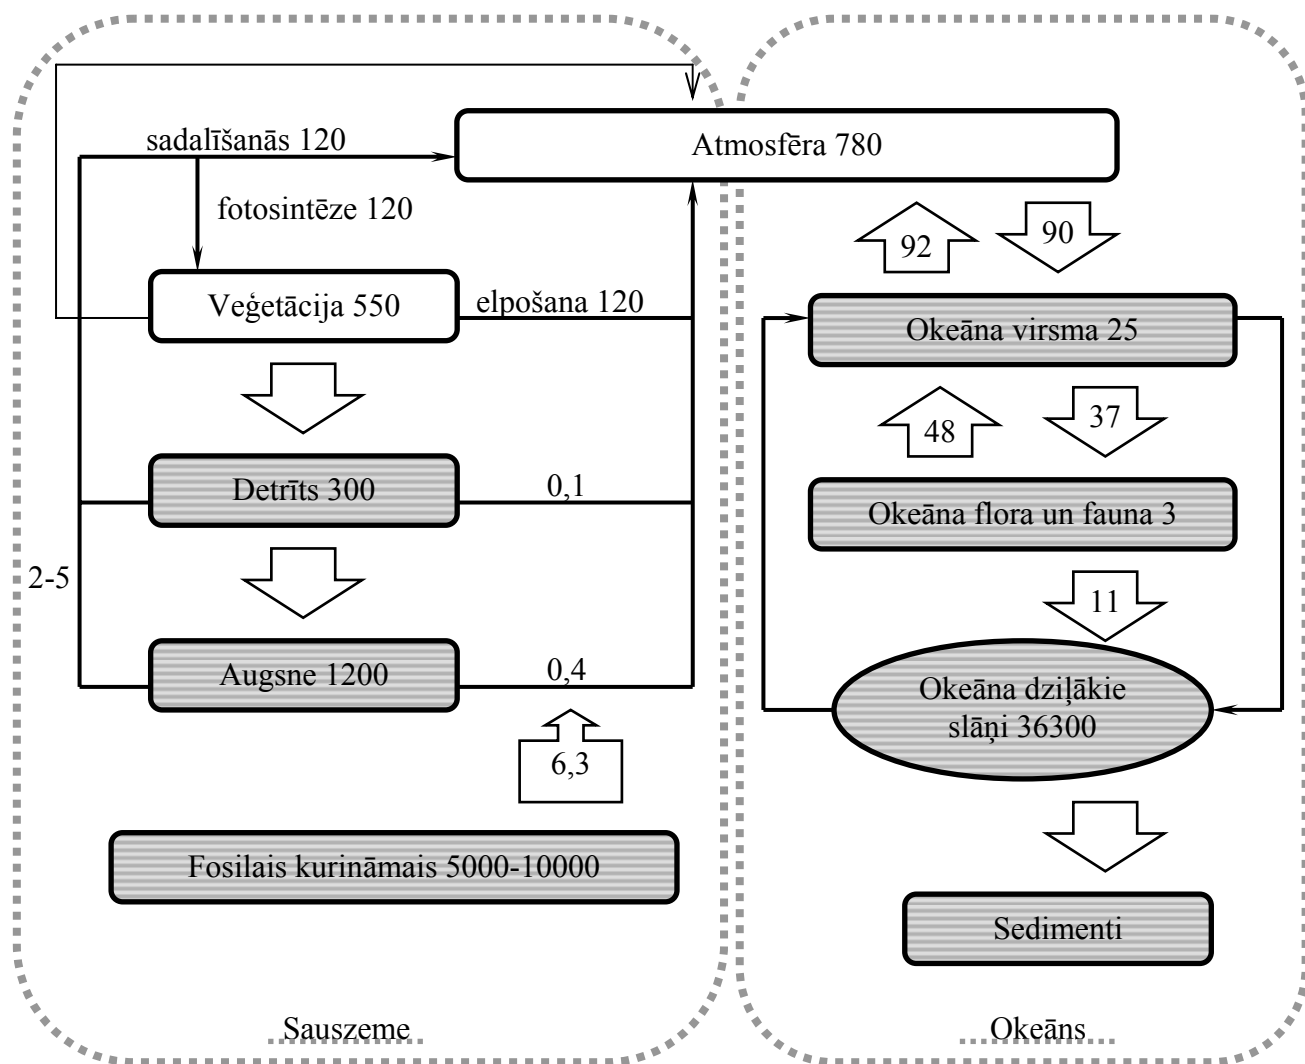 sadalīšanās 120
Atmosfēra 780
fotosintēze 120
92
90
Veģetācija 550
elpošana 120
Okeāna virsma 25
48
37
Detrīts 300
0,1
Okeāna flora un fauna 3
2-5
11
Augsne 1200
0,4
Okeāna dziļākie
slāņi 36300
6,3
Fosilais kurināmais 5000-10000
Sedimenti
Sauszeme
Okeāns